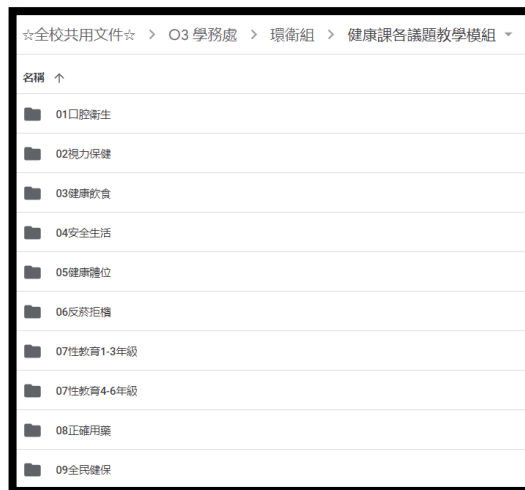 ☆全校共用文件☆ > O3 學務處 > 環衛組 > 健康課各議題教學模組
名稱 ↑
01口腔衛生
02視力保健
03健康飲食
04安全生活
05健康體位
06反菸拒檳
07性教育1-3年級
07性教育4-6年級
08正確用藥
09全民健保